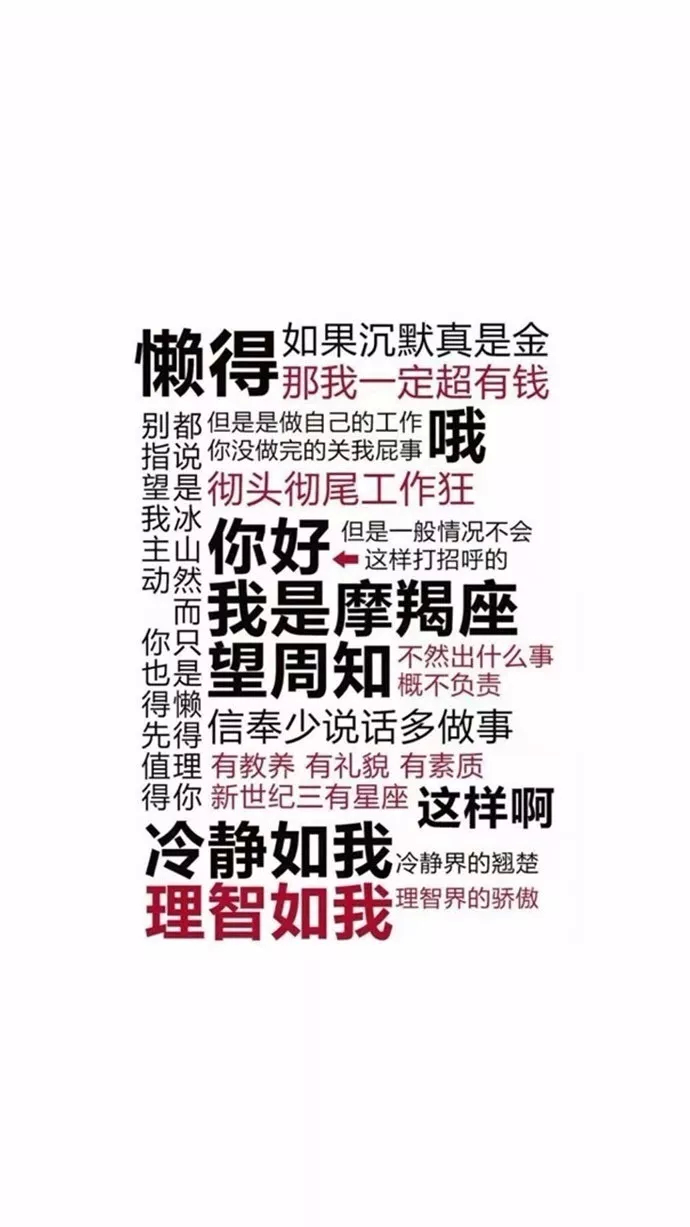 懒得
如果沉默真是金
那我一定超有钱
都说是冰山然而只是懒得理你
别指望我主动 你也得先值得
但是是做自己的工作
你没做完的关我屁事
哦
彻头彻尾工作狂
你好
但是一般情况不会
这样打招呼的
我是摩羯座
望周知
不然出什么事
概不负责
信奉少说话多做事
有教养 有礼貌 有素质
新世纪三有星座
这样啊
冷静如我
冷静界的翘楚
理智如我
理智界的骄傲